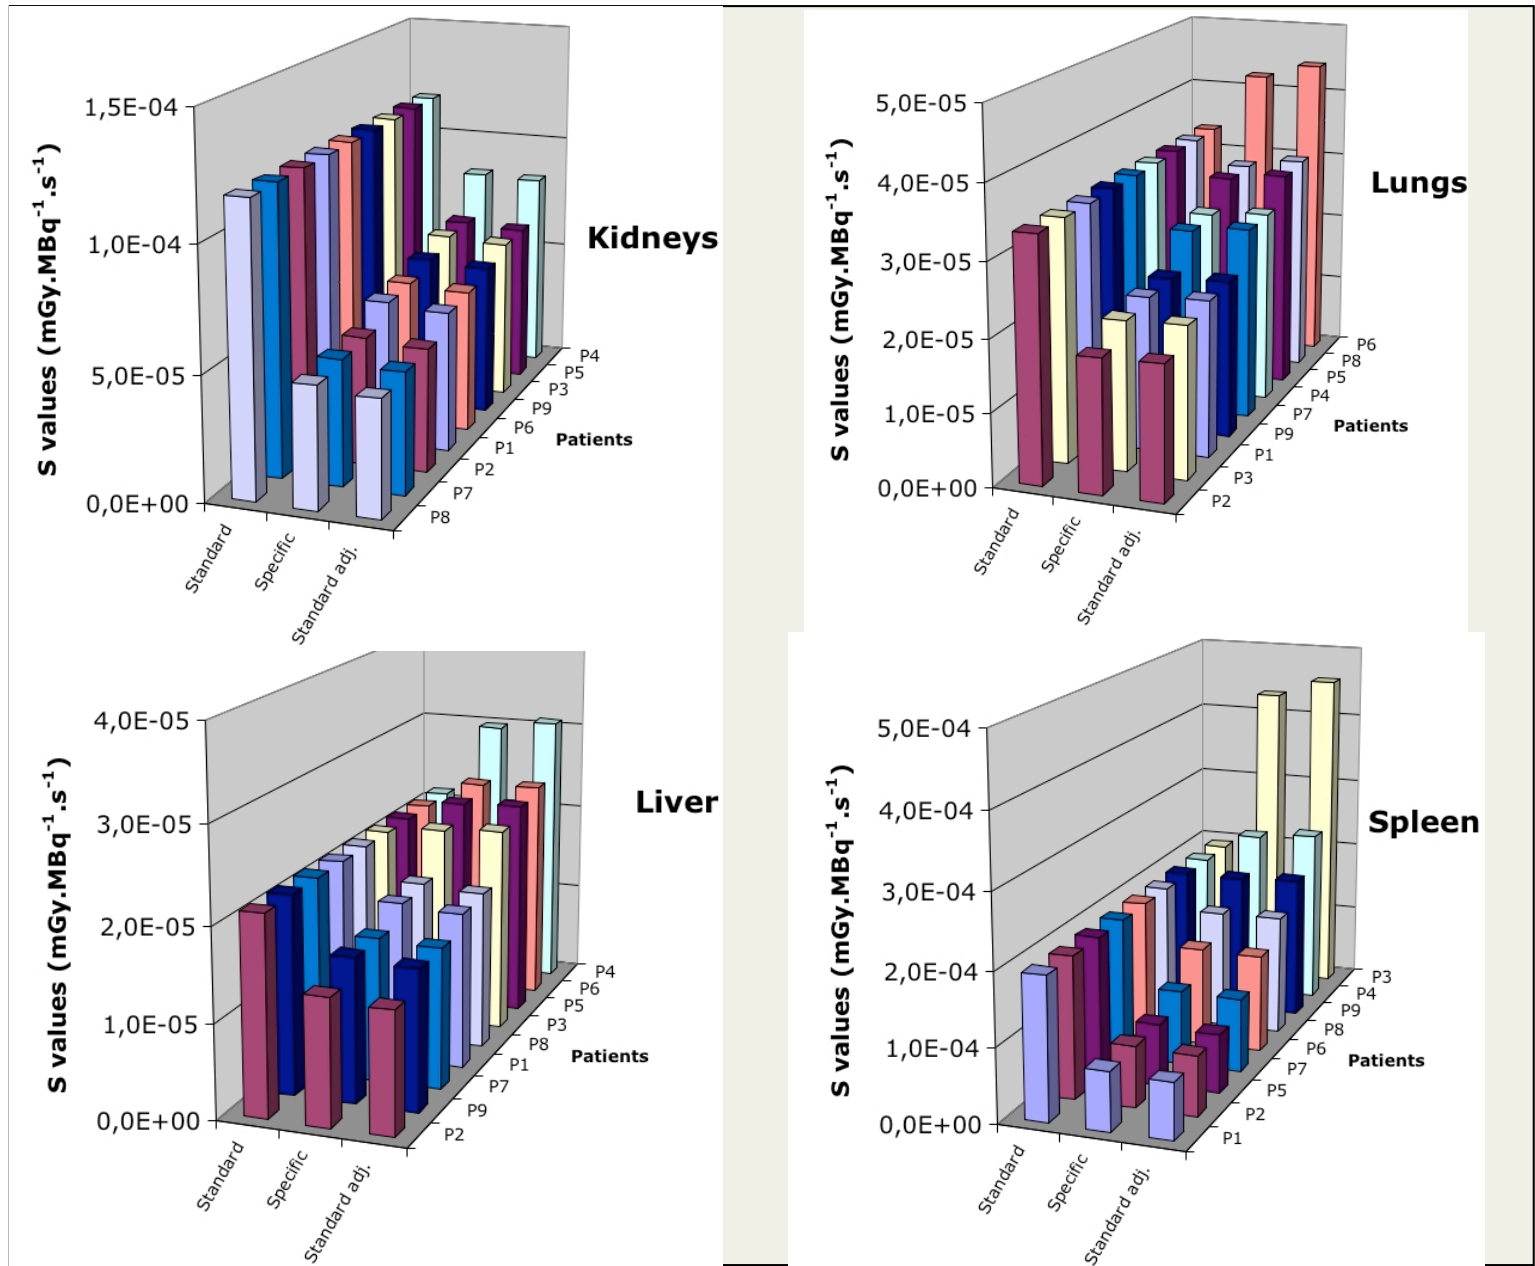 Kidneys
S values (mGy.MBq⁻¹.s⁻¹)
1,5E-04
1,0E-04
5,0E-05
0,0E+00
Standard
Specific
Standard adj.
P4
P5
P3
P9
P6
P1
P2
P7
P8
Patients
Lungs
S values (mGy.MBq⁻¹.s⁻¹)
5,0E-05
4,0E-05
3,0E-05
2,0E-05
1,0E-05
0,0E+00
Standard
Specific
Standard adj.
P6
P8
P5
P4
P7
P9
P1
P3
P2
Patients
Liver
S values (mGy.MBq⁻¹.s⁻¹)
4,0E-05
3,0E-05
2,0E-05
1,0E-05
0,0E+00
Standard
Specific
Standard adj.
P4
P6
P5
P3
P8
P1
P7
P9
P2
Patients
Spleen
S values (mGy.MBq⁻¹.s⁻¹)
5,0E-04
4,0E-04
3,0E-04
2,0E-04
1,0E-04
0,0E+00
Standard
Specific
Standard adj.
P3
P4
P9
P8
P6
P7
P5
P2
P1
Patients